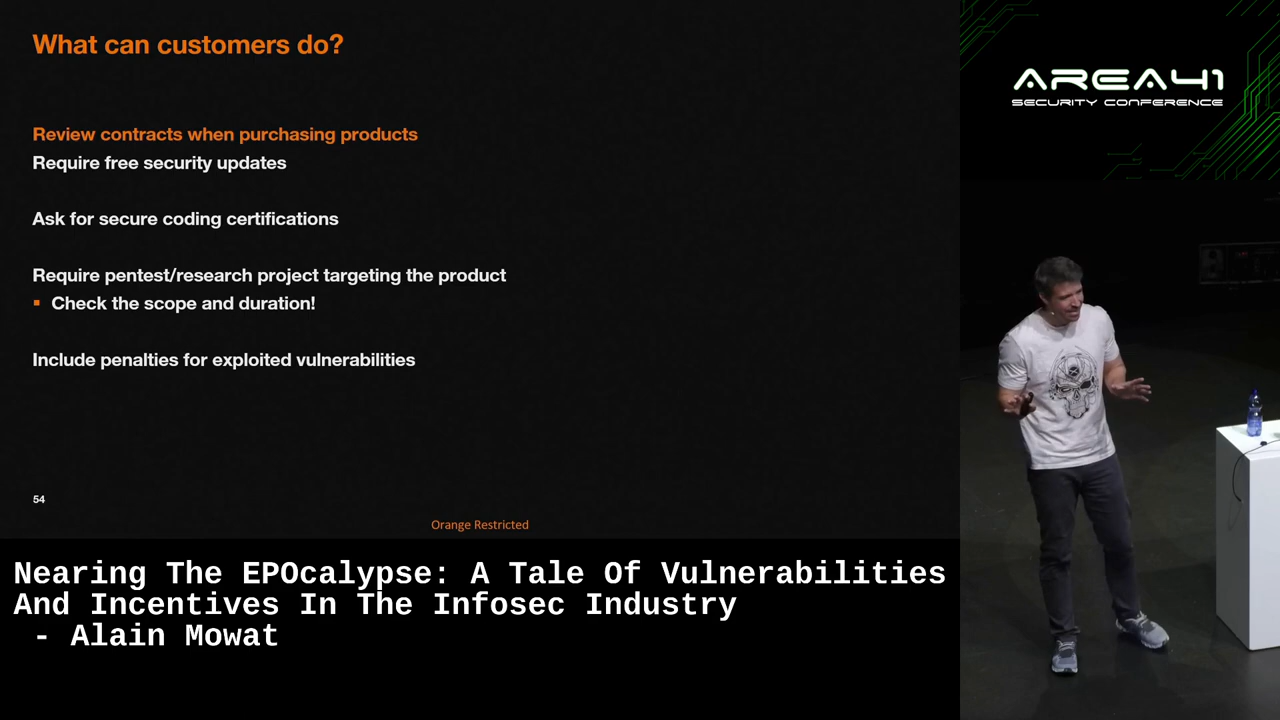 What can customers do?
Review contracts when purchasing products
Require free security updates
Ask for secure coding certifications
Require pentest/research project targeting the product
▪ Check the scope and duration!
Include penalties for exploited vulnerabilities
54
Orange Restricted
AREA41
SECURITY CONFERENCE
Nearing The EPOcalypse: A Tale Of Vulnerabilities
And Incentives In The Infosec Industry
- Alain Mowat